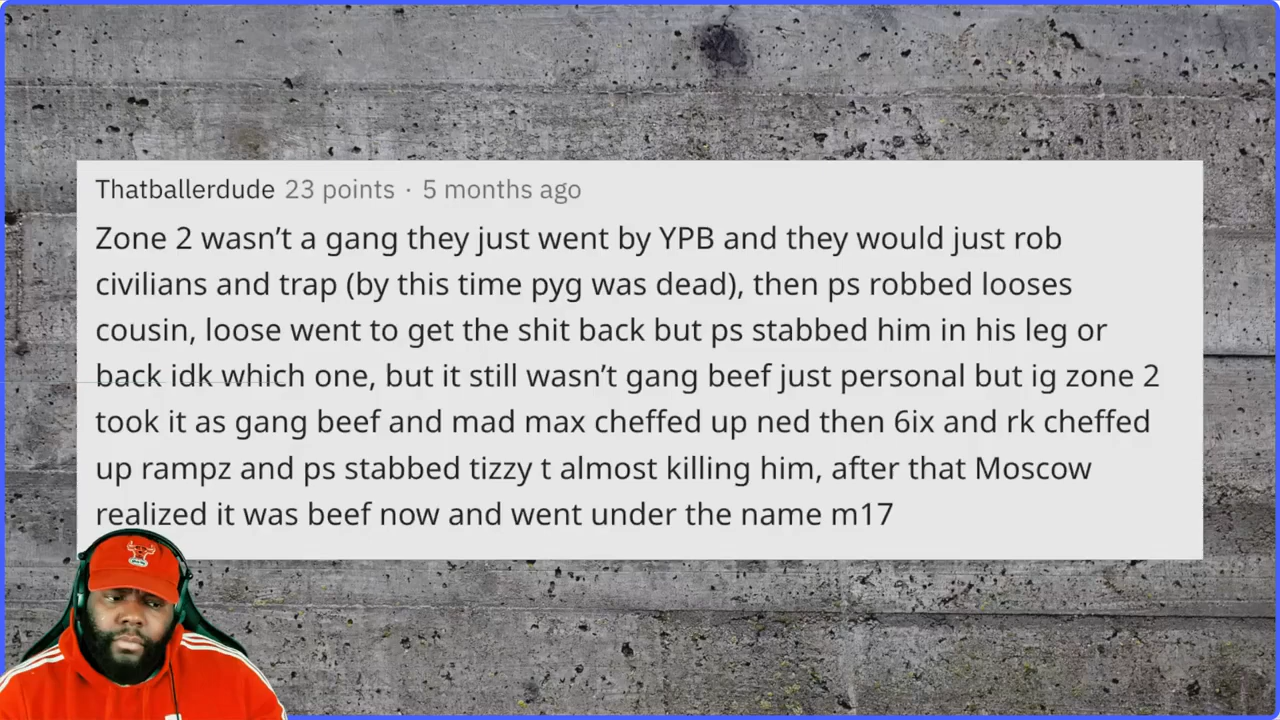 Thatballerdude 23 points · 5 months ago
Zone 2 wasn’t a gang they just went by YPB and they would just rob
civilians and trap (by this time pyg was dead), then ps robbed looses
cousin, loose went to get the shit back but ps stabbed him in his leg or
back idk which one, but it still wasn’t gang beef just personal but ig zone 2
took it as gang beef and mad max cheffed up ned then 6ix and rk cheffed
up rampz and ps stabbed tizzy t almost killing him, after that Moscow
realized it was beef now and went under the name m17